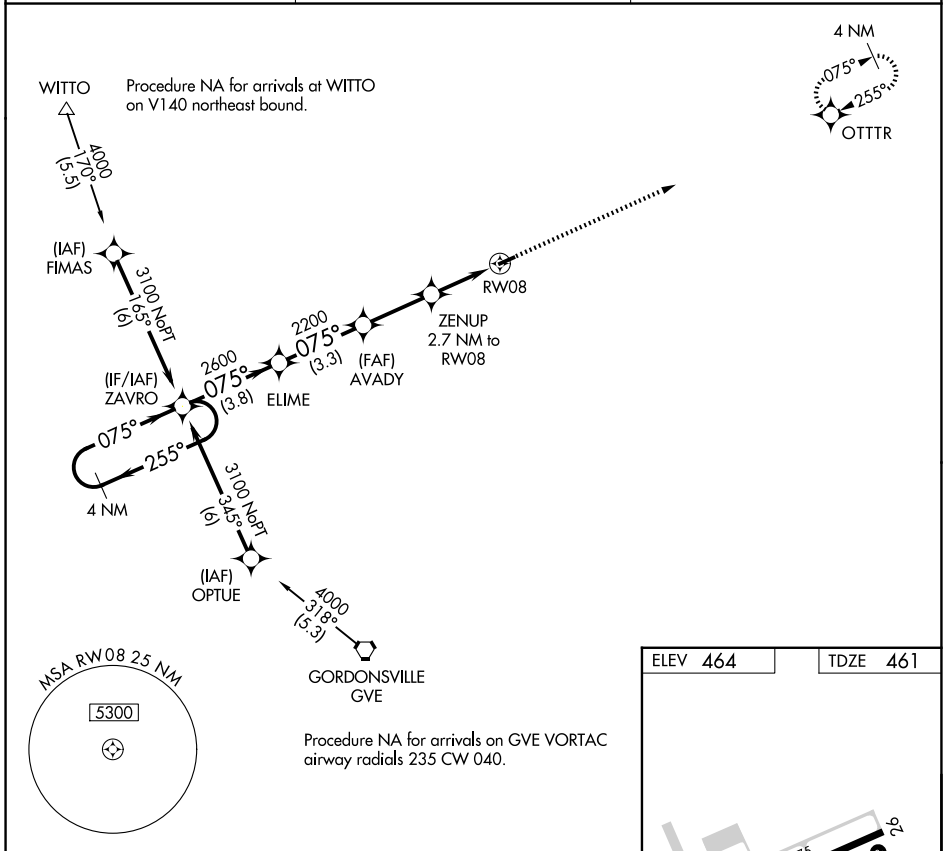 4 NM
075°
255°
OTTTR
WITTO
Procedure NA for arrivals at WITTO
on V140 northeast bound.
4000
170°
(5.5)
(IAF)
FIMAS
3100 NoPT
165°
(6)
RW08
ZENUP
2.7 NM to
RW08
2200
075°
(3.3)
(FAF)
AVADY
2600
075°
(3.8)
ELIME
(IF/IAF)
ZAVRO
075°
255°
4 NM
3100 NoPT
345°
(6)
(IAF)
OPTUE
4000
318°
(5.3)
GORDONSVILLE
GVE
MSA RW08 25 NM
5300
Procedure NA for arrivals on GVE VORTAC
airway radials 235 CW 040.
ELEV 464
TDZE 461
26